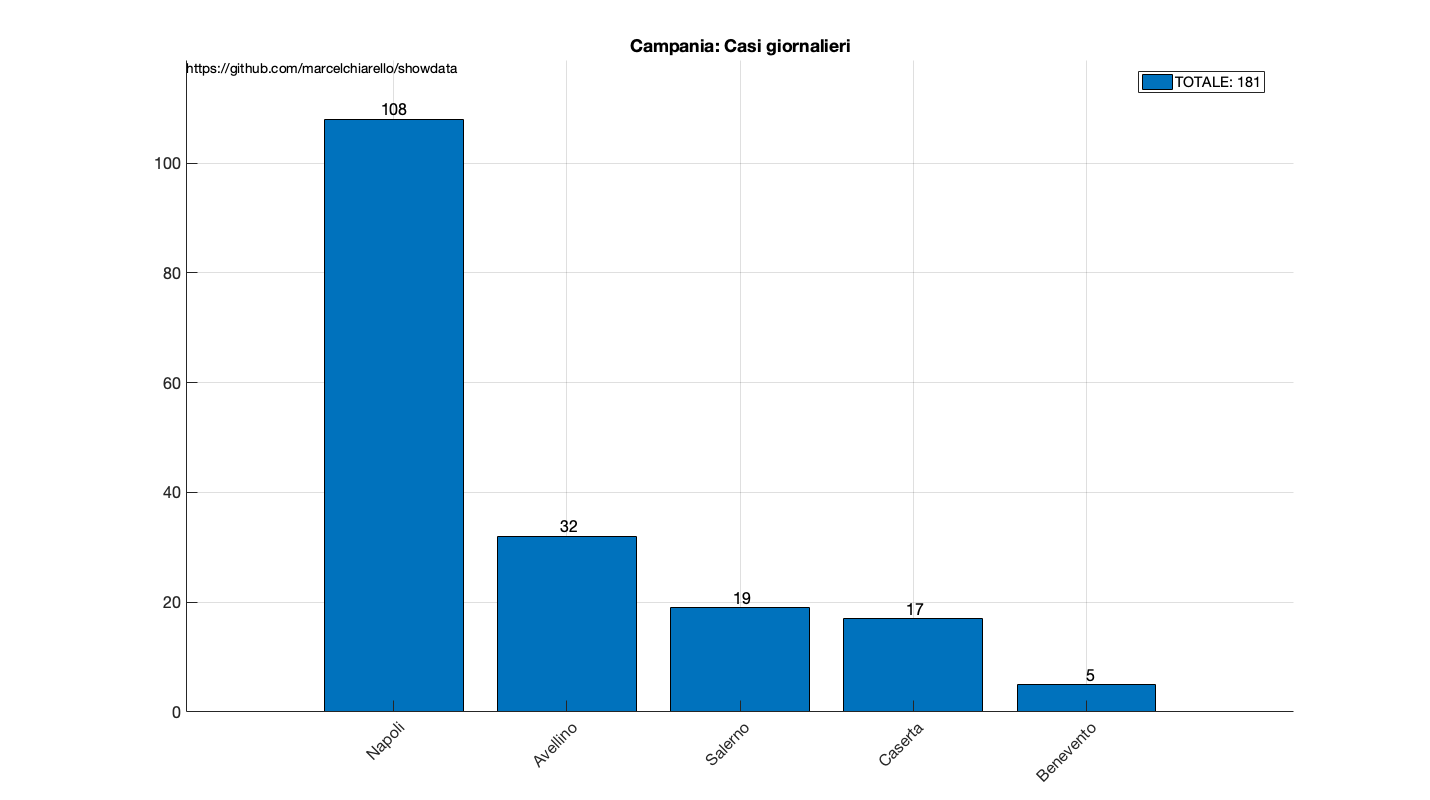 Campania: Casi giornalieri
https://github.com/marcelchiarello/showdata
TOTALE: 181
108
100
80
60
40
32
20
19
17
5
0
Napoli
Avellino
Salerno
Caserta
Benevento